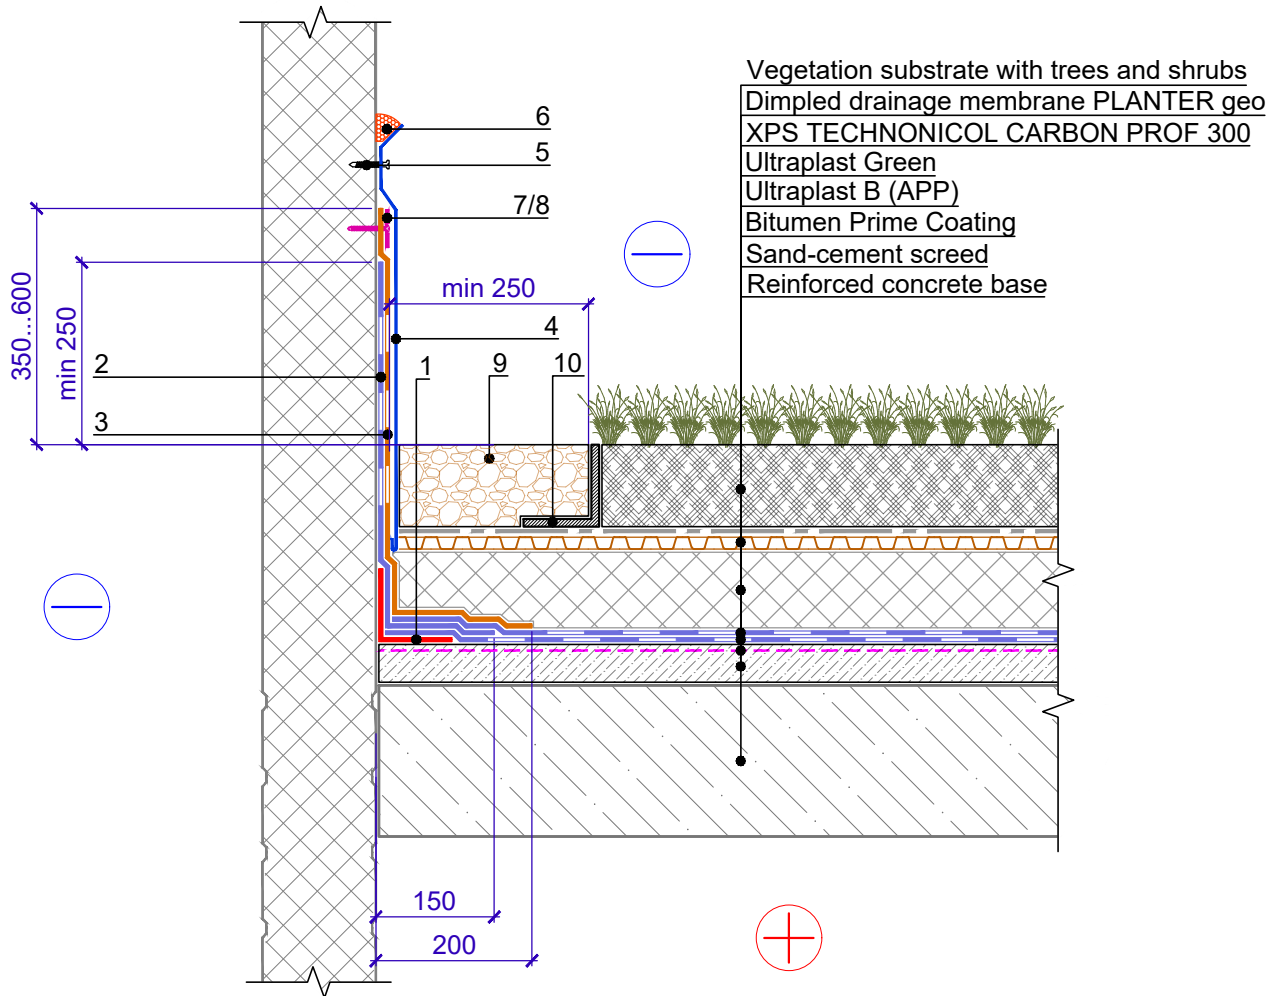 Vegetation substrate with trees and shrubs
Dimpled drainage membrane PLANTER geo
XPS TECHNONICOL CARBON PROF 300
Ultraplast Green
Ultraplast B (APP)
Bitumen Prime Coating
Sand-cement screed
Reinforced concrete base
6
5
7/8
350...600
min 250
min 250
4
2
1
9
10
3
150
200